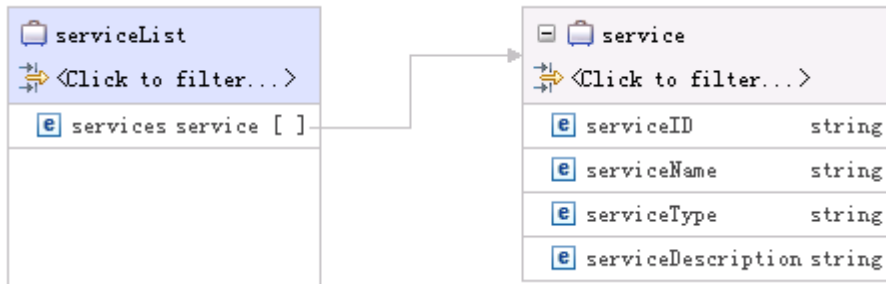 serviceList
<Click to filter...>
services service [ ]
service
<Click to filter...>
serviceID string
serviceName string
serviceType string
serviceDescription string